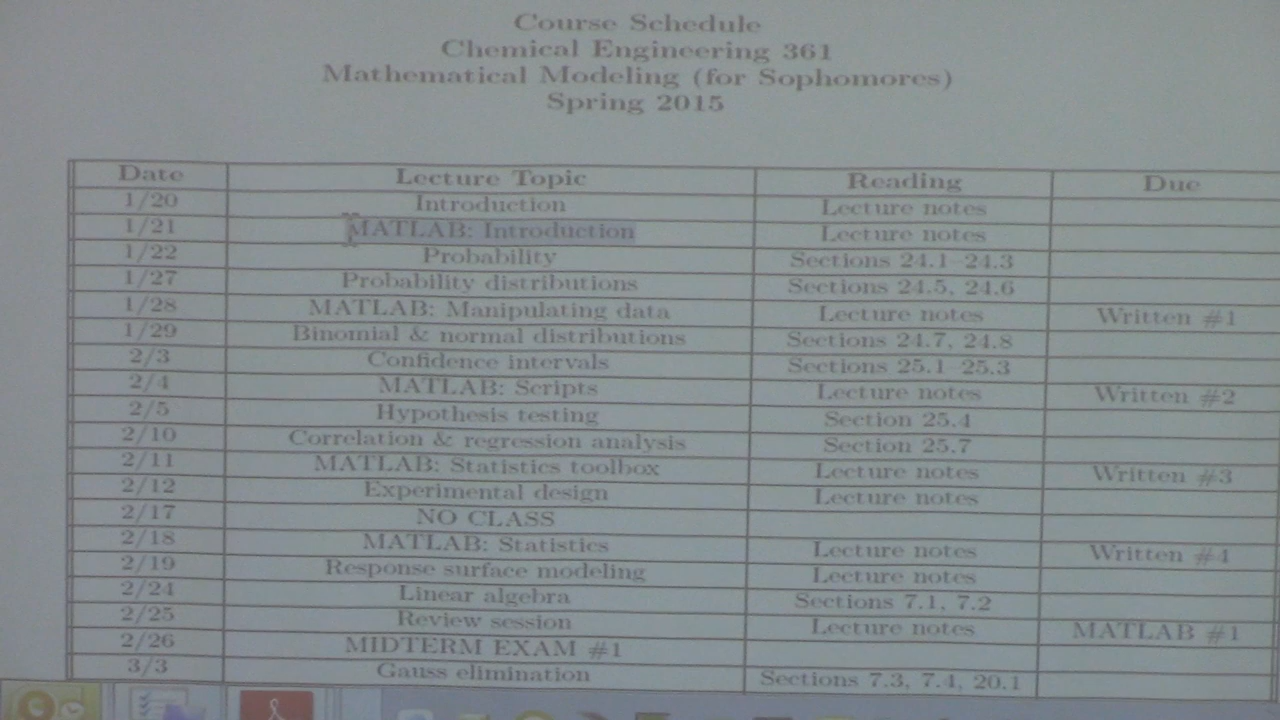 Course Schedule
Chemical Engineering 361
Mathematical Modeling (for Sophomores)
Spring 2015
Date Lecture Topic Reading Due
1/20 Introduction Lecture notes
1/21 MATLAB: Introduction Lecture notes
1/22 Probability Sections 24.1–24.3
1/27 Probability distributions Sections 24.5, 24.6
1/28 MATLAB: Manipulating data Lecture notes Written #1
1/29 Binomial & normal distributions Sections 24.7, 24.8
2/3 Confidence intervals Sections 25.1–25.3
2/4 MATLAB: Scripts Lecture notes Written #2
2/5 Hypothesis testing Section 25.4
2/10 Correlation & regression analysis Section 25.7
2/11 MATLAB: Statistics toolbox Lecture notes Written #3
2/12 Experimental design Lecture notes
2/17 NO CLASS
2/18 MATLAB: Statistics Lecture notes Written #4
2/19 Response surface modeling Lecture notes
2/24 Linear algebra Sections 7.1, 7.2
2/25 Review session Lecture notes MATLAB #1
2/26 MIDTERM EXAM #1
3/3 Gauss elimination Sections 7.3, 7.4, 20.1